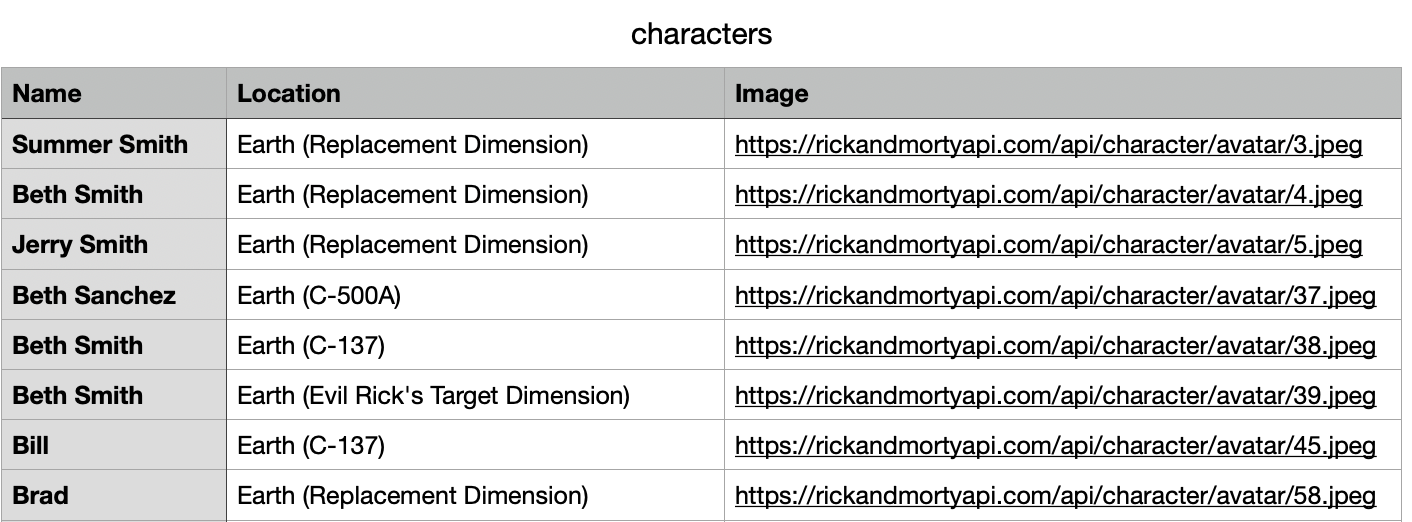 characters
Name Location Image
Summer Smith Earth (Replacement Dimension) https://rickandmortyapi.com/api/character/avatar/3.jpeg
Beth Smith Earth (Replacement Dimension) https://rickandmortyapi.com/api/character/avatar/4.jpeg
Jerry Smith Earth (Replacement Dimension) https://rickandmortyapi.com/api/character/avatar/5.jpeg
Beth Sanchez Earth (C-500A) https://rickandmortyapi.com/api/character/avatar/37.jpeg
Beth Smith Earth (C-137) https://rickandmortyapi.com/api/character/avatar/38.jpeg
Beth Smith Earth (Evil Rick's Target Dimension) https://rickandmortyapi.com/api/character/avatar/39.jpeg
Bill Earth (C-137) https://rickandmortyapi.com/api/character/avatar/45.jpeg
Brad Earth (Replacement Dimension) https://rickandmortyapi.com/api/character/avatar/58.jpeg